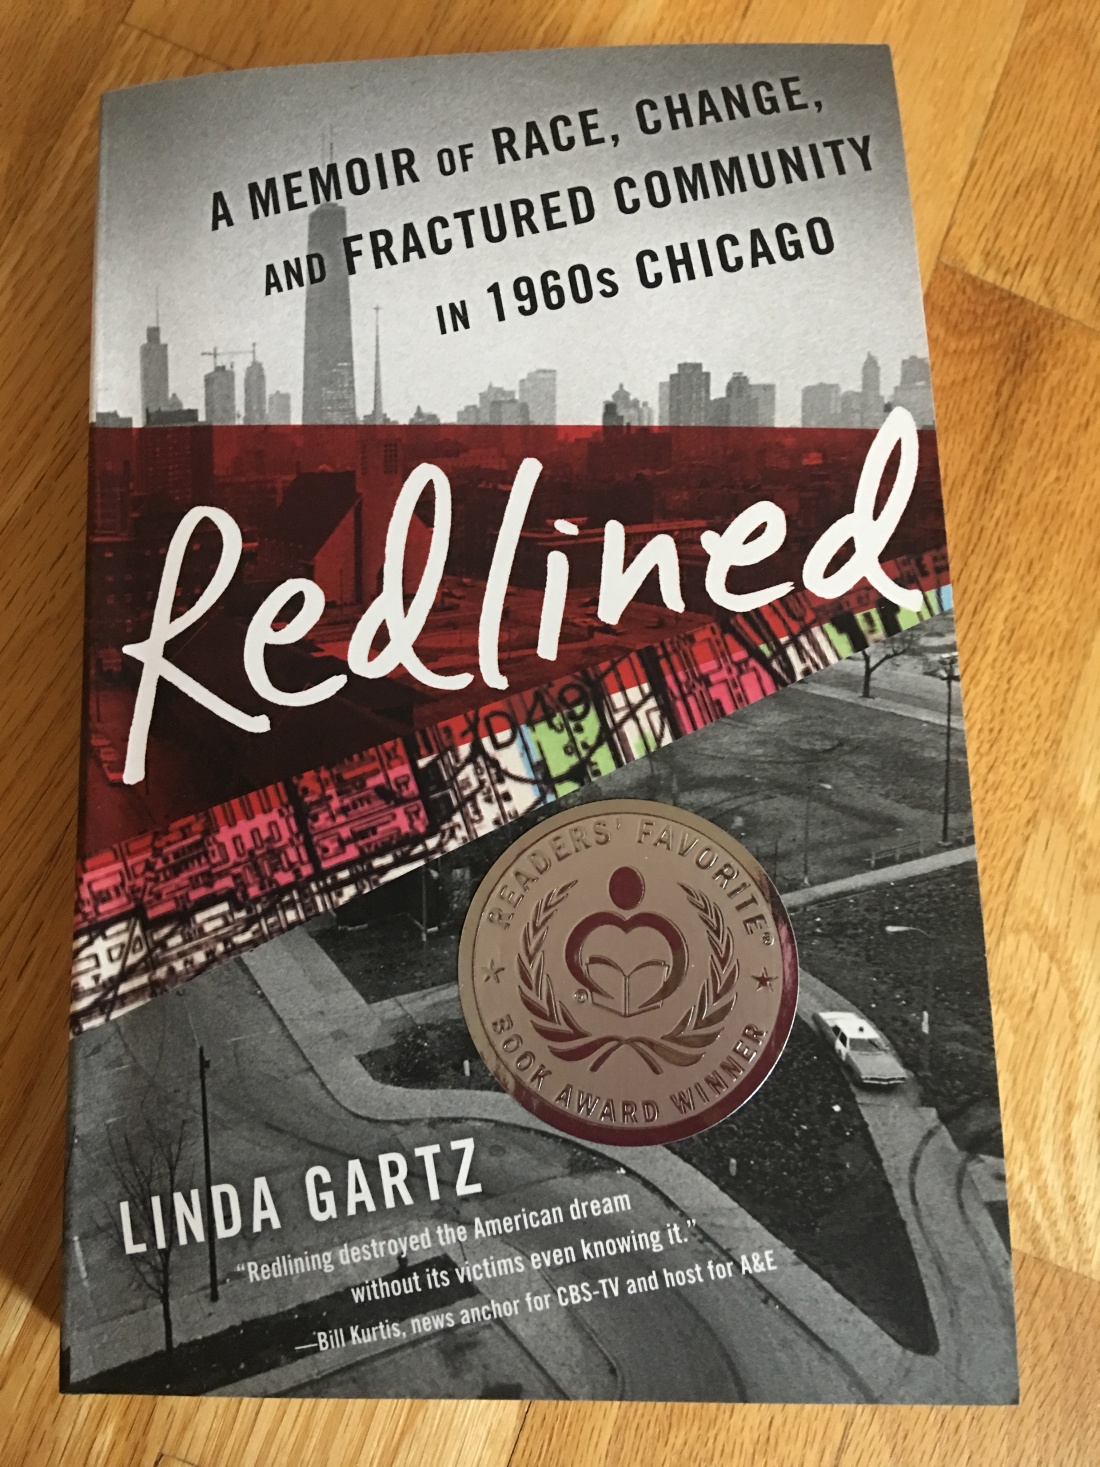 A MEMOIR OF RACE, CHANGE,
AND FRACTURED COMMUNITY
IN 1960s CHICAGO
Redlined
D49
READERS' FAVORITE®
BOOK AWARD WINNER
©
LINDA GARTZ
“Redlining destroyed the American dream
without its victims even knowing it.”
—Bill Kurtis, news anchor for CBS-TV and host for A&E